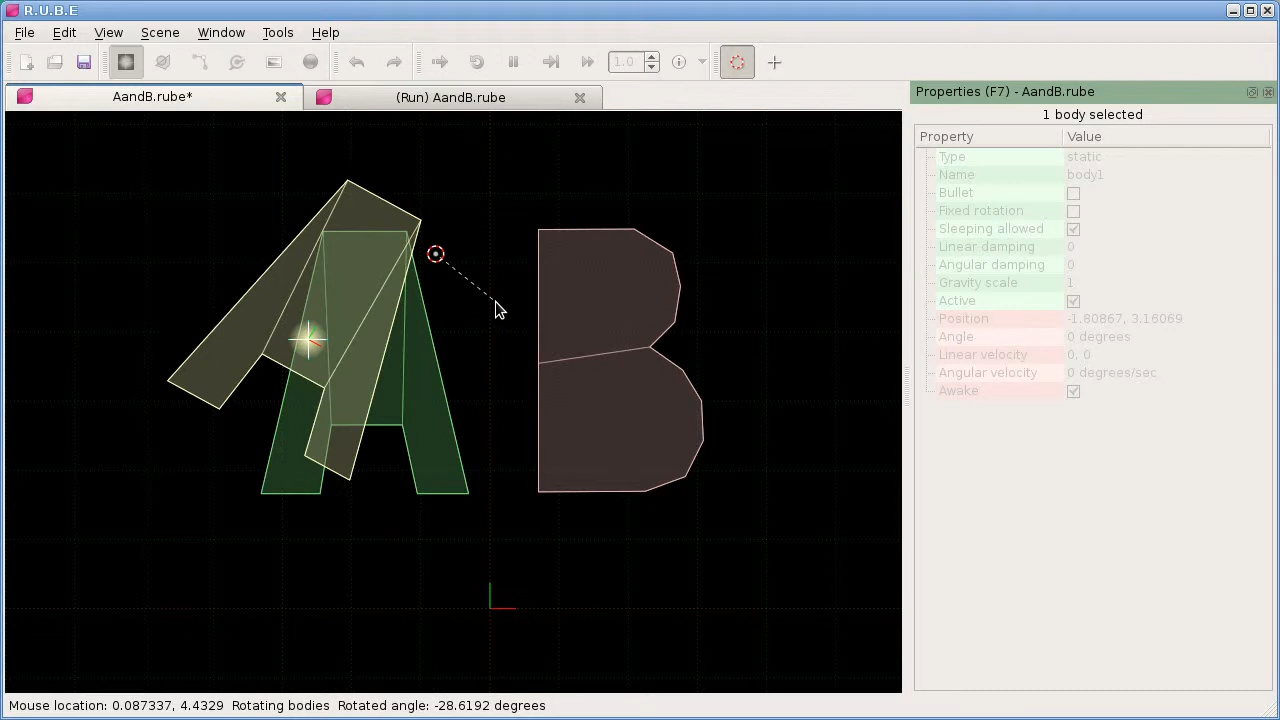 R.U.B.E
File Edit View Scene Window Tools Help
1.0
AandB.rube*
(Run) AandB.rube
Properties (F7) - AandB.rube
1 body selected
Property Value
Type static
Name body1
Bullet
Fixed rotation
Sleeping allowed
Linear damping 0
Angular damping 0
Gravity scale 1
Active
Position -1.80867, 3.16069
Angle 0 degrees
Linear velocity 0, 0
Angular velocity 0 degrees/sec
Awake
Mouse location: 0.087337, 4.4329 Rotating bodies Rotated angle: -28.6192 degrees